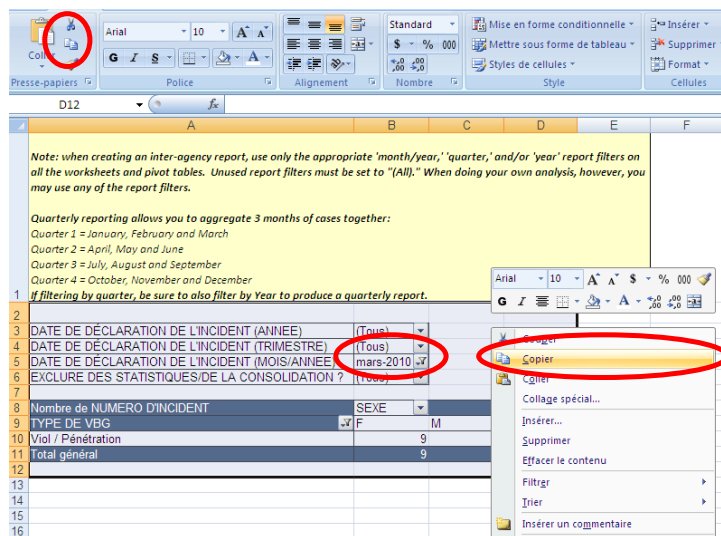 Coller
Arial 10 A A
G I S A
Standard
$ % 000
,00 ,0
Mise en forme conditionnelle
Mettre sous forme de tableau
Styles de cellules
Insérer
Supprimer
Format
Presse-papiers Police Alignement Nombre Style Cellules
D12 fx
A B C D E F
Note: when creating an inter-agency report, use only the appropriate 'month/year,' 'quarter,' and/or 'year' report filters on
all the worksheets and pivot tables. Unused report filters must be set to "(All)." When doing your own analysis, however, you
may use any of the report filters.
Quarterly reporting allows you to aggregate 3 months of cases together:
Quarter 1 = January, February and March
Quarter 2 = April, May and June
Quarter 3 = July, August and September
Quarter 4 = October, November and December
1 If filtering by quarter, be sure to also filter by Year to produce a quarterly report.
2
3 DATE DE DÉCLARATION DE L'INCIDENT (ANNEE) (Tous)
4 DATE DE DÉCLARATION DE L'INCIDENT (TRIMESTRE) (Tous)
5 DATE DE DÉCLARATION DE L'INCIDENT (MOIS/ANNEE) mars-2010
6 EXCLURE DES STATISTIQUES/DE LA CONSOLIDATION ? (Tous)
7
8 Nombre de NUMERO D'INCIDENT SEXE
9 TYPE DE VBG F M
10 Viol / Pénétration 9
11 Total général 9
12
13
14
15
16
Arial 10 A A $ % 000
G I A ,00 ,00
Couper
Copier
Coller
Collage spécial...
Insérer...
Supprimer
Effacer le contenu
Filtrer
Trier
Insérer un commentaire